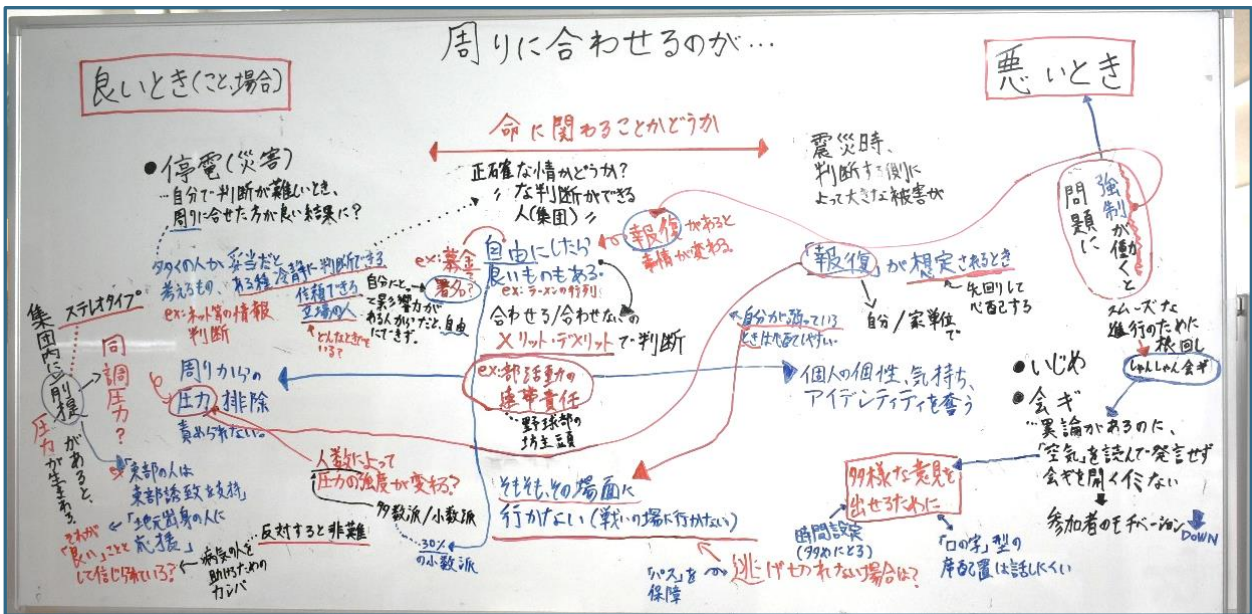 周りに合わせるのが…
良いとき(こと、場合)
悪いとき
命に関わることかどうか
●停電(災害)
…自分で判断が難しいとき、
周りに合せた方が良い結果に?
正確な情かどうか?
〃な判断ができる
人(集団)〃
震災時、
判断する側に
よって大きな被害が
強制が働くと
問題に
多くの人が妥当だと
考えるもの、
ex:ネット等の情報
判断
ある種冷静に判断できる
信頼できる
立場の人
ex:募金
署名?
自分にとって
異る響力が
ある人からだと、自由
にできず。
自由にしたら
良いものもある。
ex:ラーメンの行列
合わせる/合わせないの
メリット・デメリットで判断
報復があると
事情が変わる。
「報復」が想定されるとき
先回りして
心配する
自分/家単位
で
自分が弱っている
スムーズな
進行のために
根回し
しゃんしゃん会ギ
ステレオタイプ
集団内に前提があると、
圧力が生まれる。
同調圧力?
周りからの
圧力排除
責められない。
ex:部活動の
連帯責任
…野球部の
坊主頭
個人の個性、気持ち、
アイデンティティを奪う
●いじめ
●会ギ
…異論があるのに、
「空気」を読んで発言せず
会ギを開くイミない
参加者のモチベーション
DOWN
「東部の人は
東部誘致を支持」
「地元出身の人に
応援」
それが
「良い」ことと
して信じられている?
人数によって
圧力の強度が変わる?
多数派/小数派
30%
の小数派
反対すると非難
病気の人を
助けるための
カンパ
そもそも、その場面に
行かない(戦いの場に行かない)
逃げきれない場合は?
「パス」を
保障
多様な意見を
出せるために
時間設定
(多めにとる)
「ロの字」型の
座配置は話しにくい